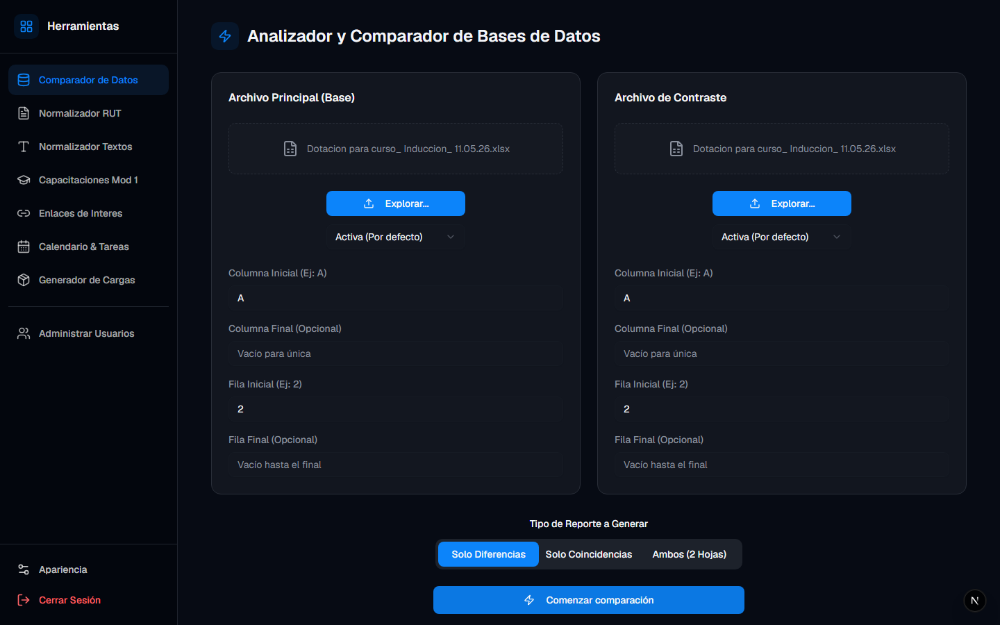 Herramientas
Comparador de Datos
Normalizador RUT
Normalizador Textos
Capacitaciones Mod 1
Enlaces de Interes
Calendario & Tareas
Generador de Cargas
Administrar Usuarios
Apariencia
Cerrar Sesión
Analizador y Comparador de Bases de Datos
Archivo Principal (Base)
Dotacion para curso_ Induccion_ 11.05.26.xlsx
Explorar...
Activa (Por defecto)
Columna Inicial (Ej: A)
A
Columna Final (Opcional)
Vacío para única
Fila Inicial (Ej: 2)
2
Fila Final (Opcional)
Vacío hasta el final
Archivo de Contraste
Dotacion para curso_ Induccion_ 11.05.26.xlsx
Explorar...
Activa (Por defecto)
Columna Inicial (Ej: A)
A
Columna Final (Opcional)
Vacío para única
Fila Inicial (Ej: 2)
2
Fila Final (Opcional)
Vacío hasta el final
Tipo de Reporte a Generar
Solo Diferencias
Solo Coincidencias
Ambos (2 Hojas)
Comenzar comparación
N